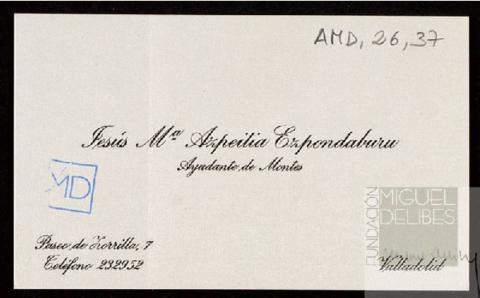 AMD, 26, 37
Jesús Mª Azpeitia Ezpondaburu
Ayudante de Montes
MD
Paseo de Zorrilla, 7
Teléfono 232952
Valladolid
FUNDACIÓN
MIGUEL
DELIBES